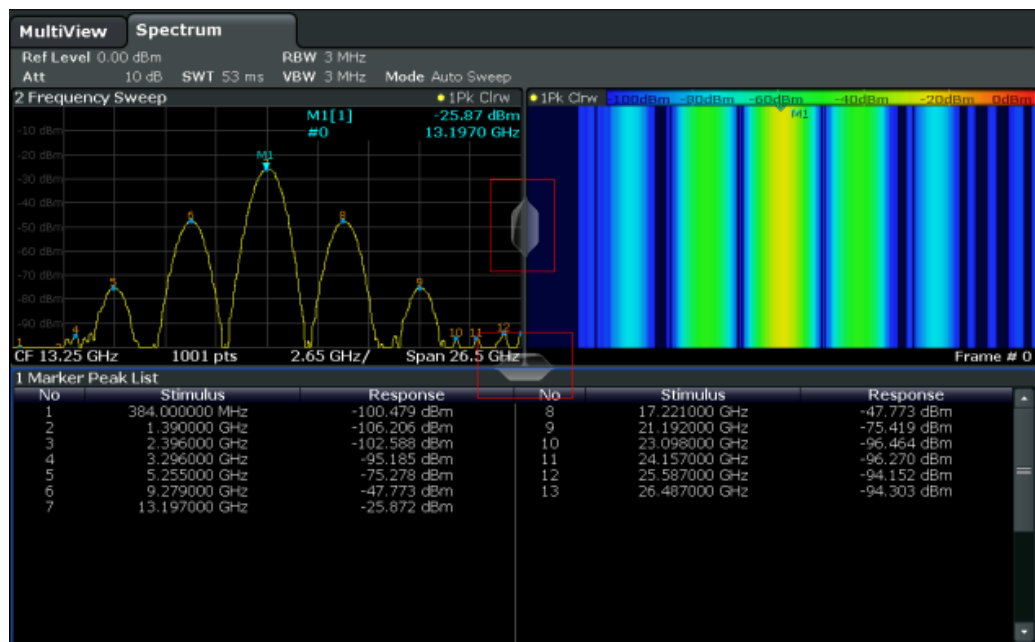 MultiView Spectrum
Ref Level 0.00 dBm RBW 3 MHz
Att 10 dB SWT 53 ms VBW 3 MHz Mode Auto Sweep
2 Frequency Sweep 1Pk Clrw
1Pk Clrw -100dBm -80dBm -60dBm -40dBm -20dBm 0dBm
M1[1] -25.87 dBm
#0 13.1970 GHz
M1
-10 dBm
-20 dBm
M1
-30 dBm
-40 dBm
6 8
-50 dBm
-60 dBm
-70 dBm
5 9
-80 dBm
-90 dBm
1 4 10 11 12
CF 13.25 GHz 1001 pts 2.65 GHz/ Span 26.5 GHz
Frame # 0
1 Marker Peak List
No Stimulus Response No Stimulus Response
1 384.000000 MHz -100.479 dBm 8 17.221000 GHz -47.773 dBm
2 1.390000 GHz -106.206 dBm 9 21.192000 GHz -75.419 dBm
3 2.396000 GHz -102.588 dBm 10 23.098000 GHz -96.464 dBm
4 3.296000 GHz -95.185 dBm 11 24.157000 GHz -96.270 dBm
5 5.255000 GHz -75.278 dBm 12 25.587000 GHz -94.152 dBm
6 9.279000 GHz -47.773 dBm 13 26.487000 GHz -94.303 dBm
7 13.197000 GHz -25.872 dBm